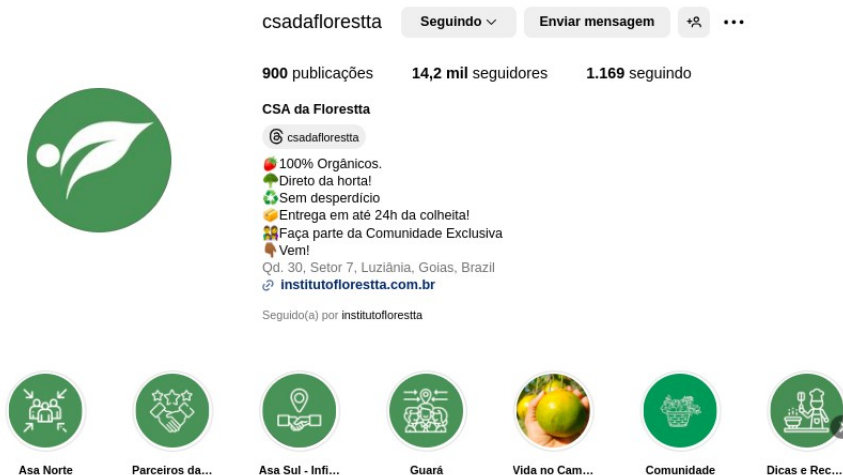 csadaflorestta Seguindo Enviar mensagem
900 publicações 14,2 mil seguidores 1.169 seguindo
CSA da Florestta
csadaflorestta
🍓100% Orgânicos.
🌳Direto da horta!
♻️Sem desperdício
📦Entrega em até 24h da colheita!
👭Faça parte da Comunidade Exclusiva
👇🏾Vem!
Qd. 30, Setor 7, Luziânia, Goias, Brazil
institutoflorestta.com.br
Seguido(a) por institutoflorestta
Asa Norte Parceiros da... Asa Sul - Infi... Guará Vida no Cam... Comunidade Dicas e Rec...